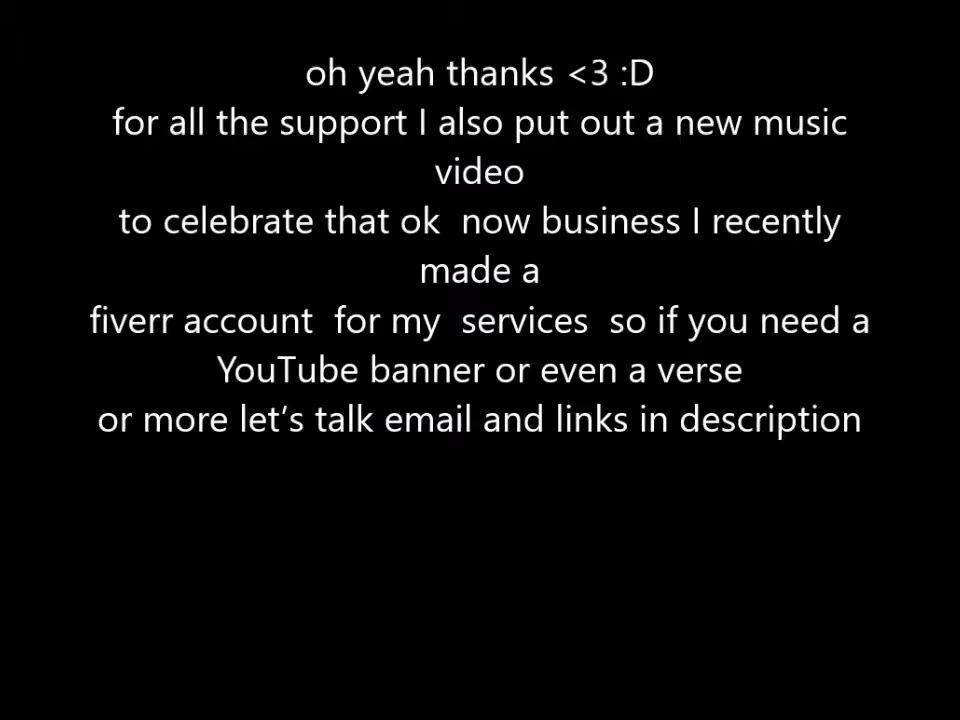 oh yeah thanks <3 :D
for all the support I also put out a new music
video
to celebrate that ok  now business I recently
made a
fiverr account  for my  services  so if you need a
YouTube banner or even a verse
or more let’s talk email and links in description